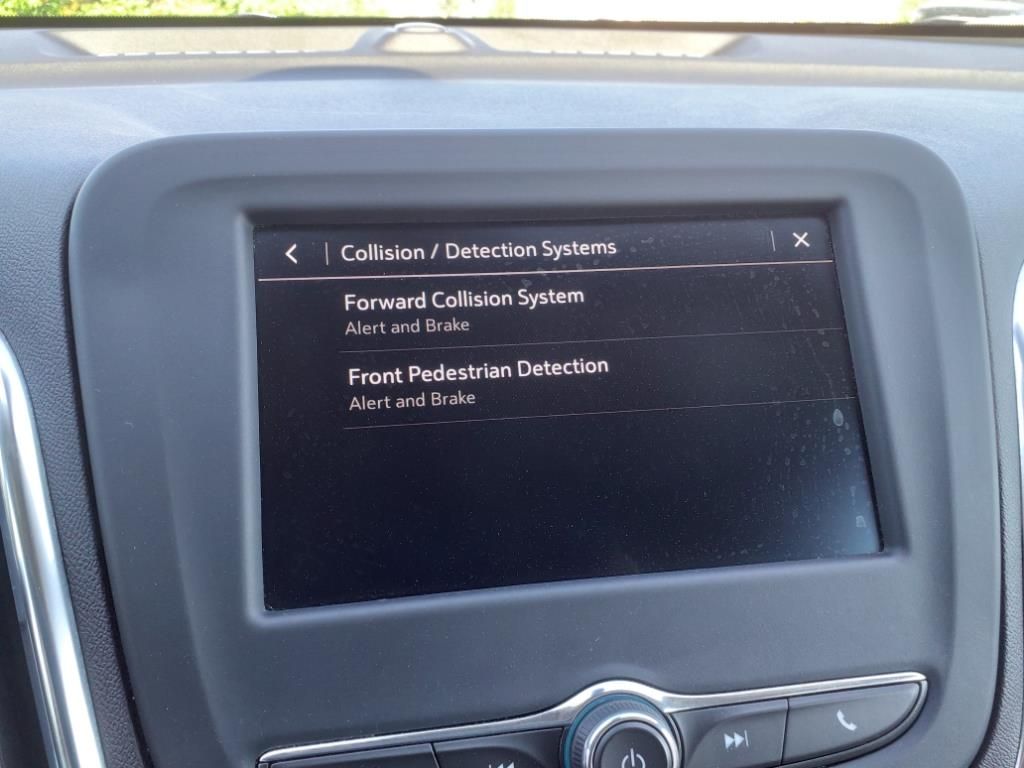 Collision / Detection Systems
Forward Collision System
Alert and Brake
Front Pedestrian Detection
Alert and Brake